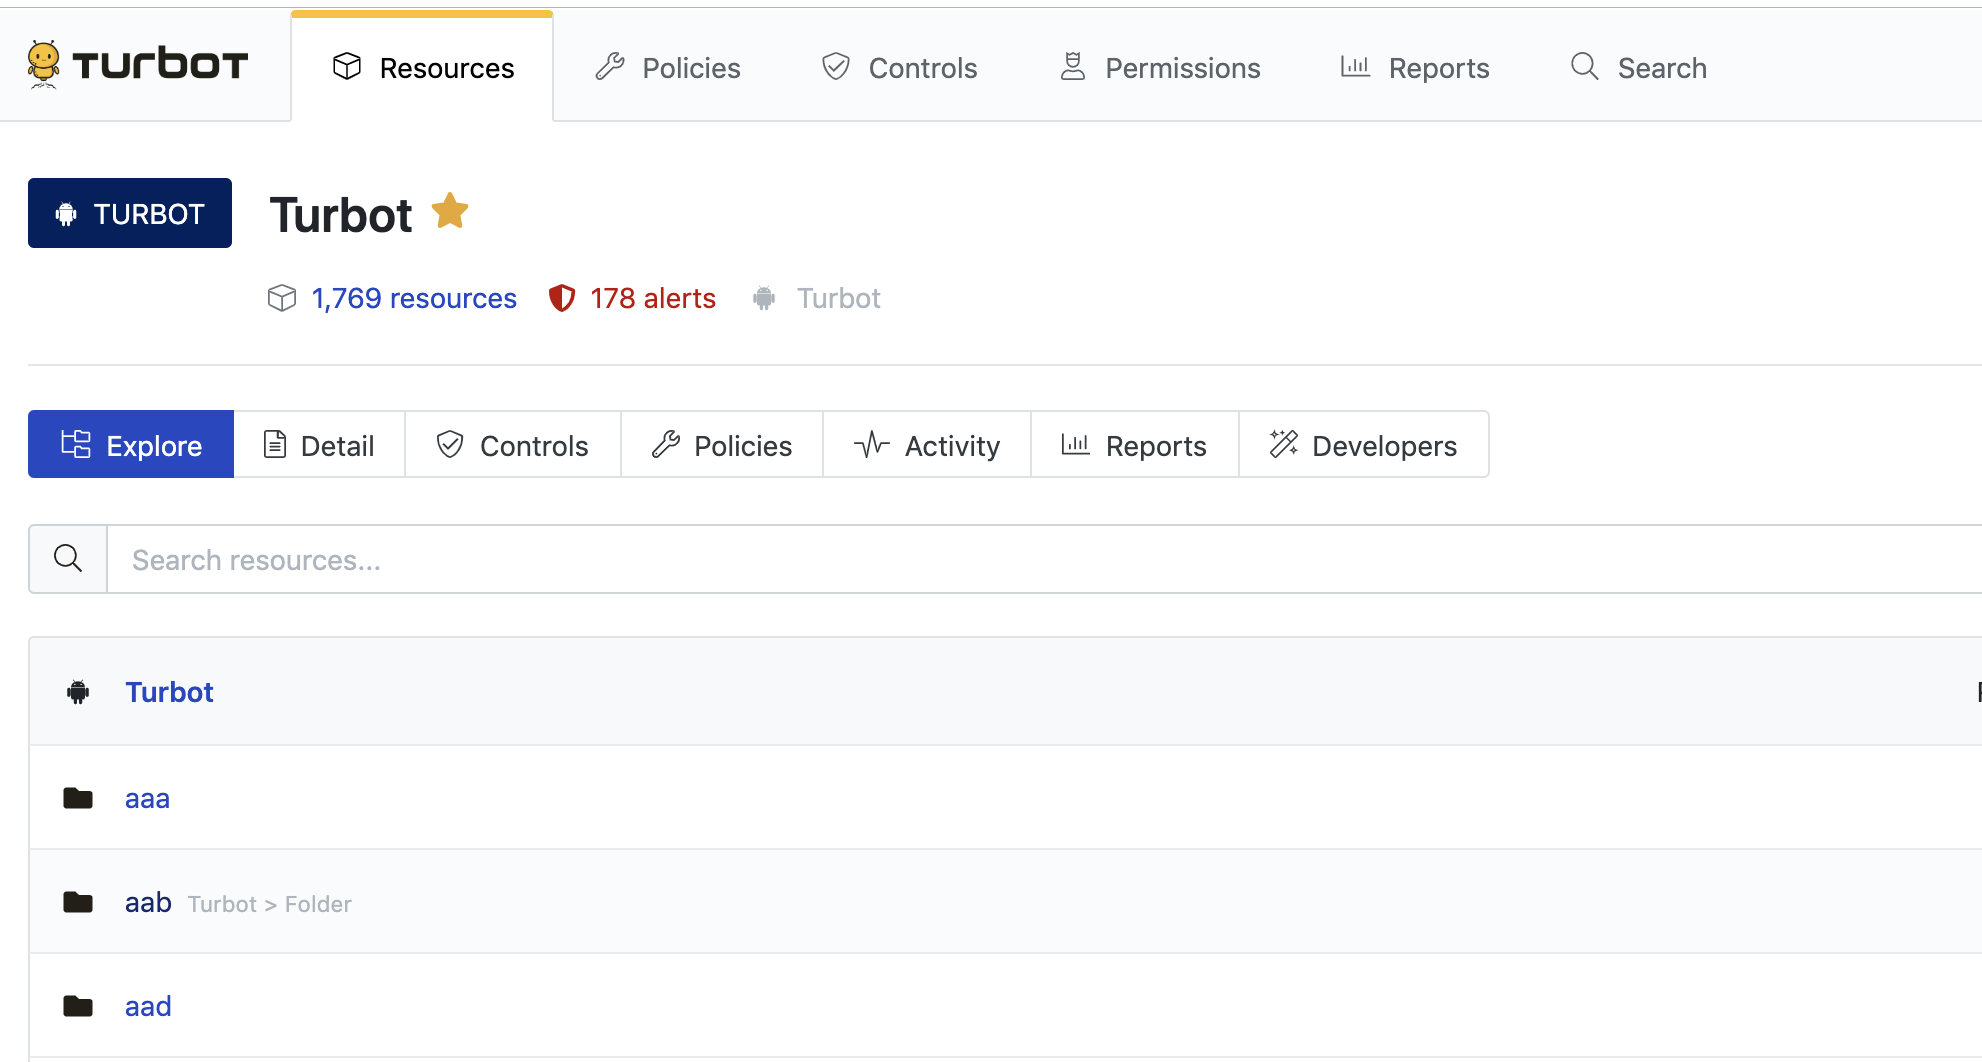 TURBOT Resources Policies Controls Permissions Reports Search
TURBOT Turbot
1,769 resources 178 alerts Turbot
Explore Detail Controls Policies Activity Reports Developers
Search resources...
Turbot
aaa
aab Turbot > Folder
aad